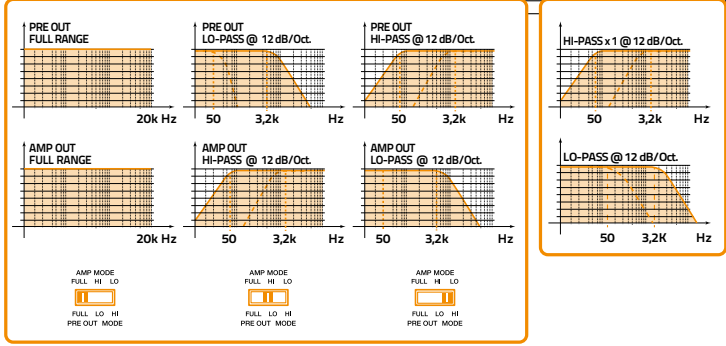 PRE OUT
FULL RANGE
20k Hz
PRE OUT
LO-PASS @ 12 dB/Oct.
50 3,2k Hz
PRE OUT
HI-PASS @ 12 dB/Oct.
50 3,2k Hz
HI-PASS x 1 @ 12 dB/Oct.
50 3,2k Hz
AMP OUT
FULL RANGE
20k Hz
AMP OUT
HI-PASS @ 12 dB/Oct.
50 3,2k Hz
AMP OUT
LO-PASS @ 12 dB/Oct.
50 3,2k Hz
LO-PASS @ 12 dB/Oct.
50 3,2K Hz
AMP MODE
FULL HI LO
FULL LO HI
PRE OUT MODE
AMP MODE
FULL HI LO
FULL LO HI
PRE OUT MODE
AMP MODE
FULL HI LO
FULL LO HI
PRE OUT MODE